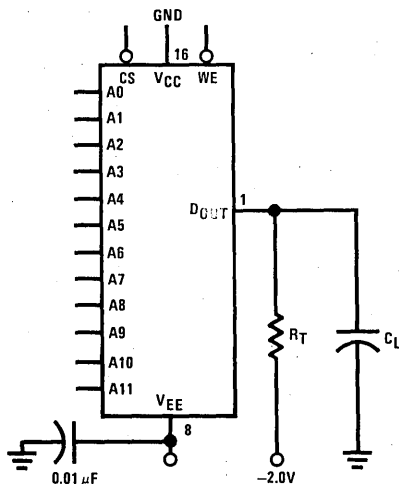 GND
16
CS VCC WE
A0
A1
A2
A3
A4
A5
A6
A7
A8
A9
A10
A11
DOUT 1
RT
CL
VEE
8
0.01 µF
−2.0V